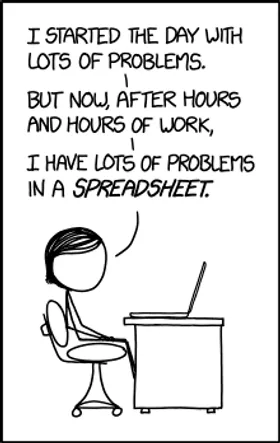 I STARTED THE DAY WITH
LOTS OF PROBLEMS.
BUT NOW, AFTER HOURS
AND HOURS OF WORK,
I HAVE LOTS OF PROBLEMS
IN A SPREADSHEET.